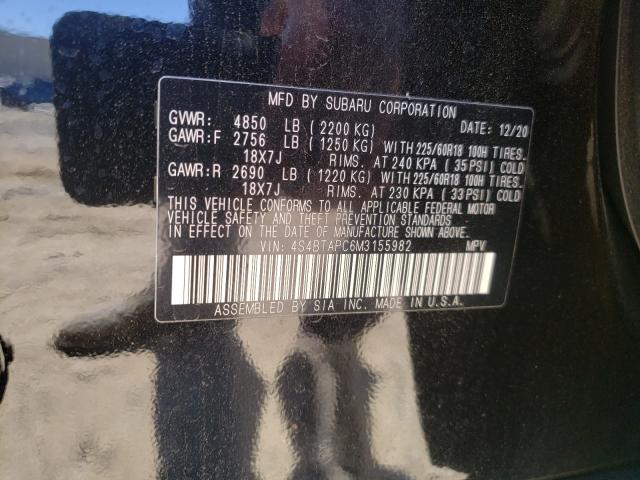 MFD BY SUBARU CORPORATION
GVWR: 4850 LB (2200 KG) DATE: 12/20
GAWR:F 2756 LB (1250 KG) WITH 225/60R18 100H TIRES.
18X7J RIMS. AT 240 KPA (35 PSI) COLD
GAWR:R 2690 LB (1220 KG) WITH 225/60R18 100H TIRES.
18X7J RIMS. AT 230 KPA (33 PSI) COLD
THIS VEHICLE CONFORMS TO ALL APPLICABLE FEDERAL MOTOR
VEHICLE SAFETY AND THEFT PREVENTION STANDARDS
IN EFFECT ON THE DATE OF MANUFACTURE SHOWN ABOVE.
VIN: 4S4BTAPC6M3155982 MPV
ASSEMBLED BY SIA INC. MADE IN U.S.A.